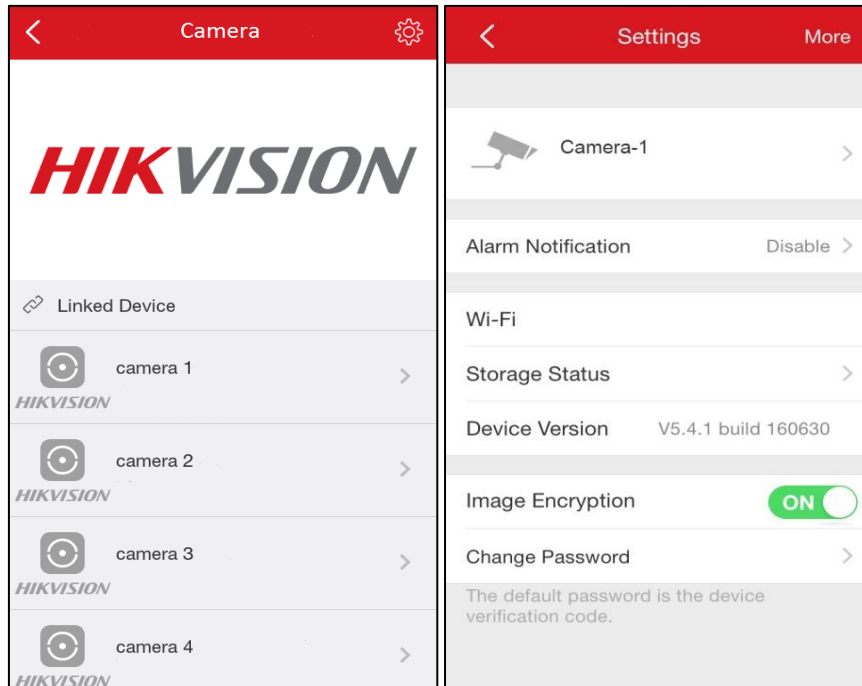 Camera
HIKVISION
Linked Device
camera 1
HIKVISION
camera 2
HIKVISION
camera 3
HIKVISION
camera 4
HIKVISION
Settings
More
Camera-1
Alarm Notification
Disable
Wi-Fi
Storage Status
Device Version
V5.4.1 build 160630
Image Encryption
ON
Change Password
The default password is the device
verification code.